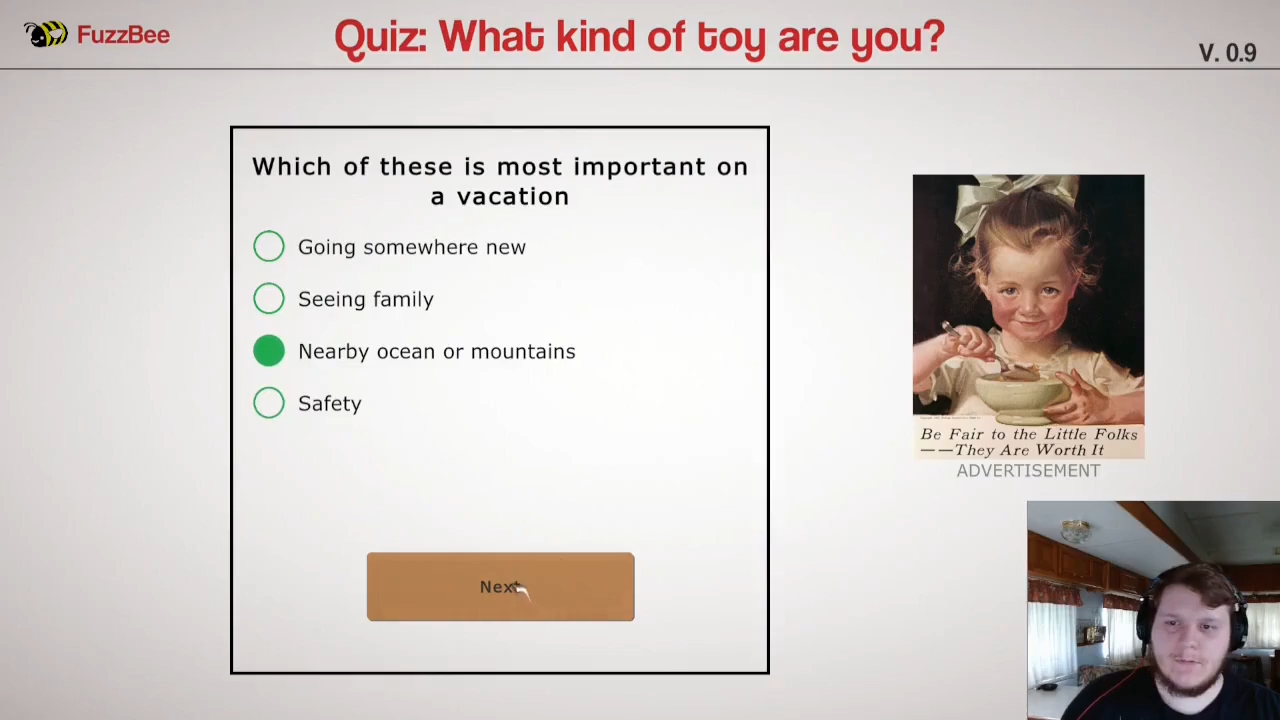 FuzzBee
Quiz: What kind of toy are you?
V. 0.9
Which of these is most important on
a vacation
Going somewhere new
Seeing family
Nearby ocean or mountains
Safety
Next
Be Fair to the Little Folks
——They Are Worth It
ADVERTISEMENT